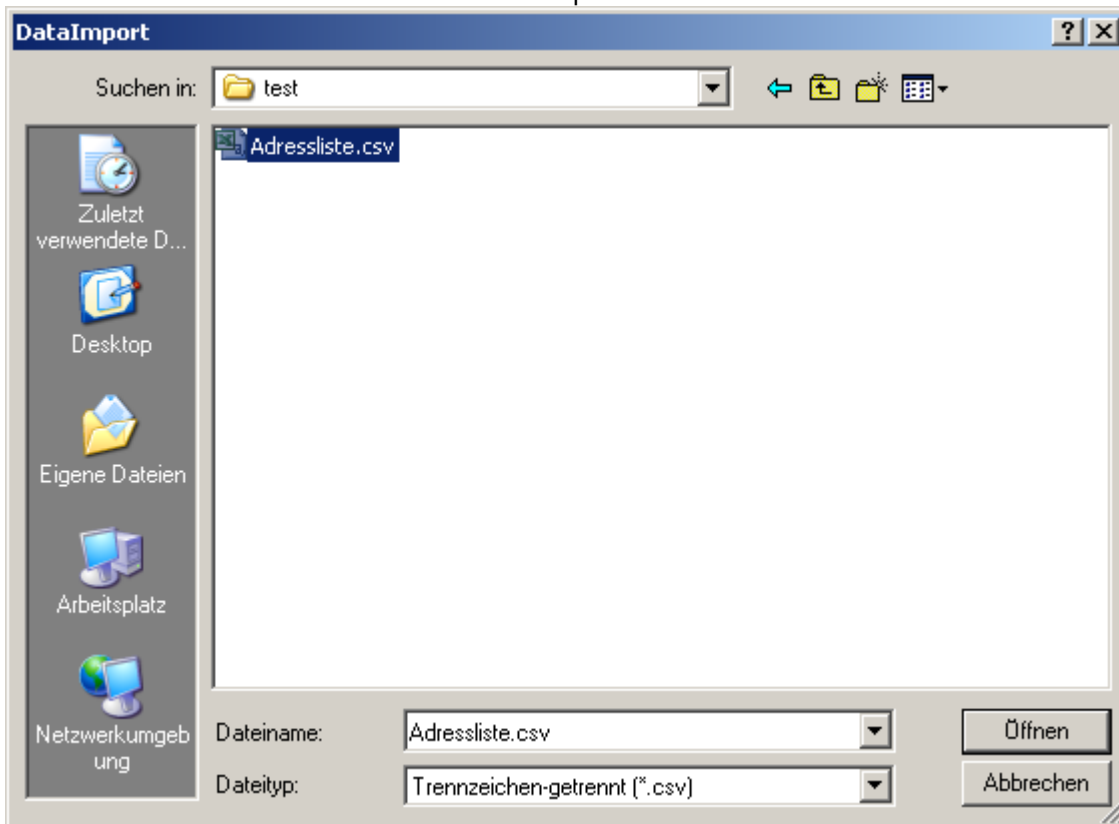 DataImport
Suchen in:
test
Adressliste.csv
Zuletzt
verwendete D...
Desktop
Eigene Dateien
Arbeitsplatz
Netzwerkumgeb
ung
Dateiname:
Adressliste.csv
Öffnen
Dateityp:
Trennzeichen-getrennt (*.csv)
Abbrechen